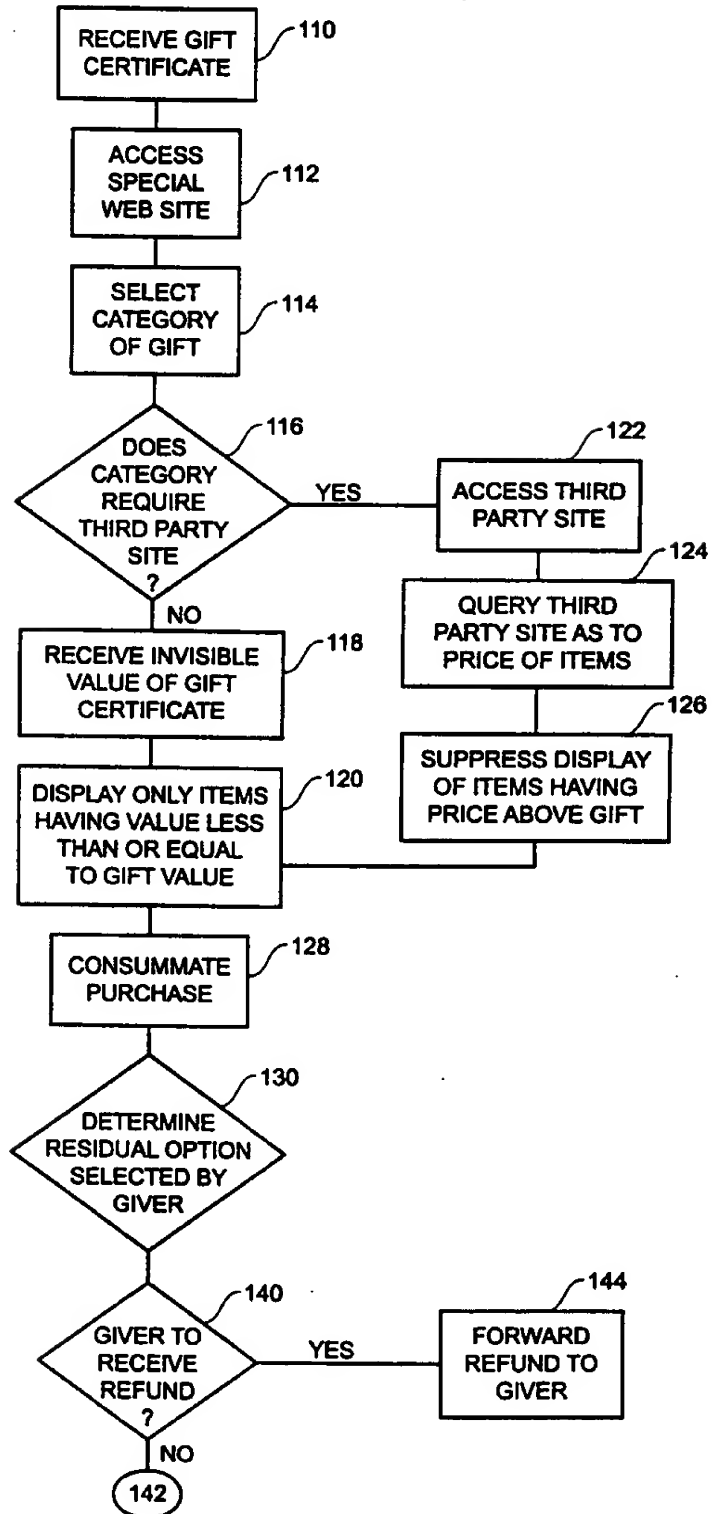 RECEIVE GIFT
CERTIFICATE
110
ACCESS
SPECIAL
WEB SITE
112
SELECT
CATEGORY
OF GIFT
114
DOES
CATEGORY
REQUIRE
THIRD PARTY
SITE
?
116
YES
NO
ACCESS THIRD
PARTY SITE
122
QUERY THIRD
PARTY SITE AS TO
PRICE OF ITEMS
124
SUPPRESS DISPLAY
OF ITEMS HAVING
PRICE ABOVE GIFT
126
RECEIVE INVISIBLE
VALUE OF GIFT
CERTIFICATE
118
DISPLAY ONLY ITEMS
HAVING VALUE LESS
THAN OR EQUAL
TO GIFT VALUE
120
CONSUMMATE
PURCHASE
128
DETERMINE
RESIDUAL OPTION
SELECTED BY
GIVER
130
GIVER TO
RECEIVE
REFUND
?
140
YES
FORWARD
REFUND TO
GIVER
144
NO
142